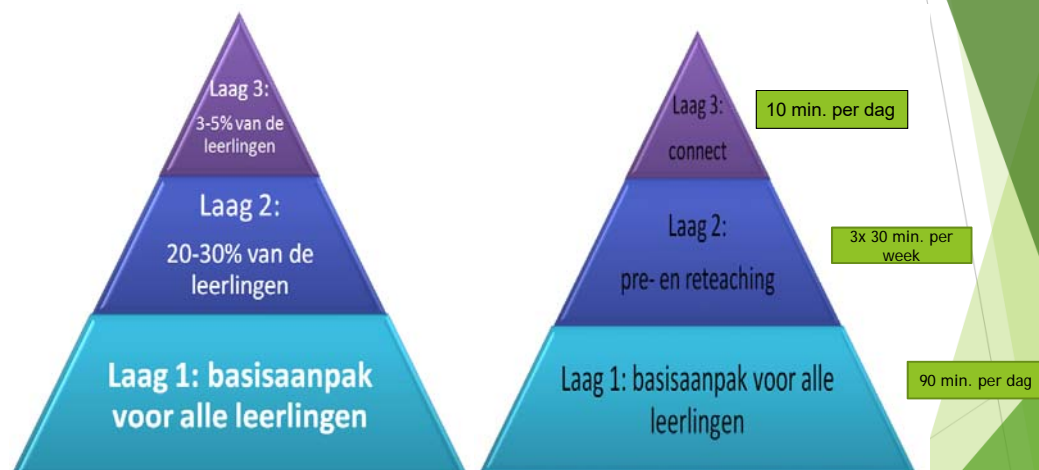 Laag 3:
3-5% van de
leerlingen
Laag 2:
20-30% van de
leerlingen
Laag 1: basisaanpak
voor alle leerlingen
Laag 3:
connect
10 min. per dag
Laag 2:
pre- en reteaching
3x 30 min. per
week
Laag 1: basisaanpak voor alle
leerlingen
90 min. per dag